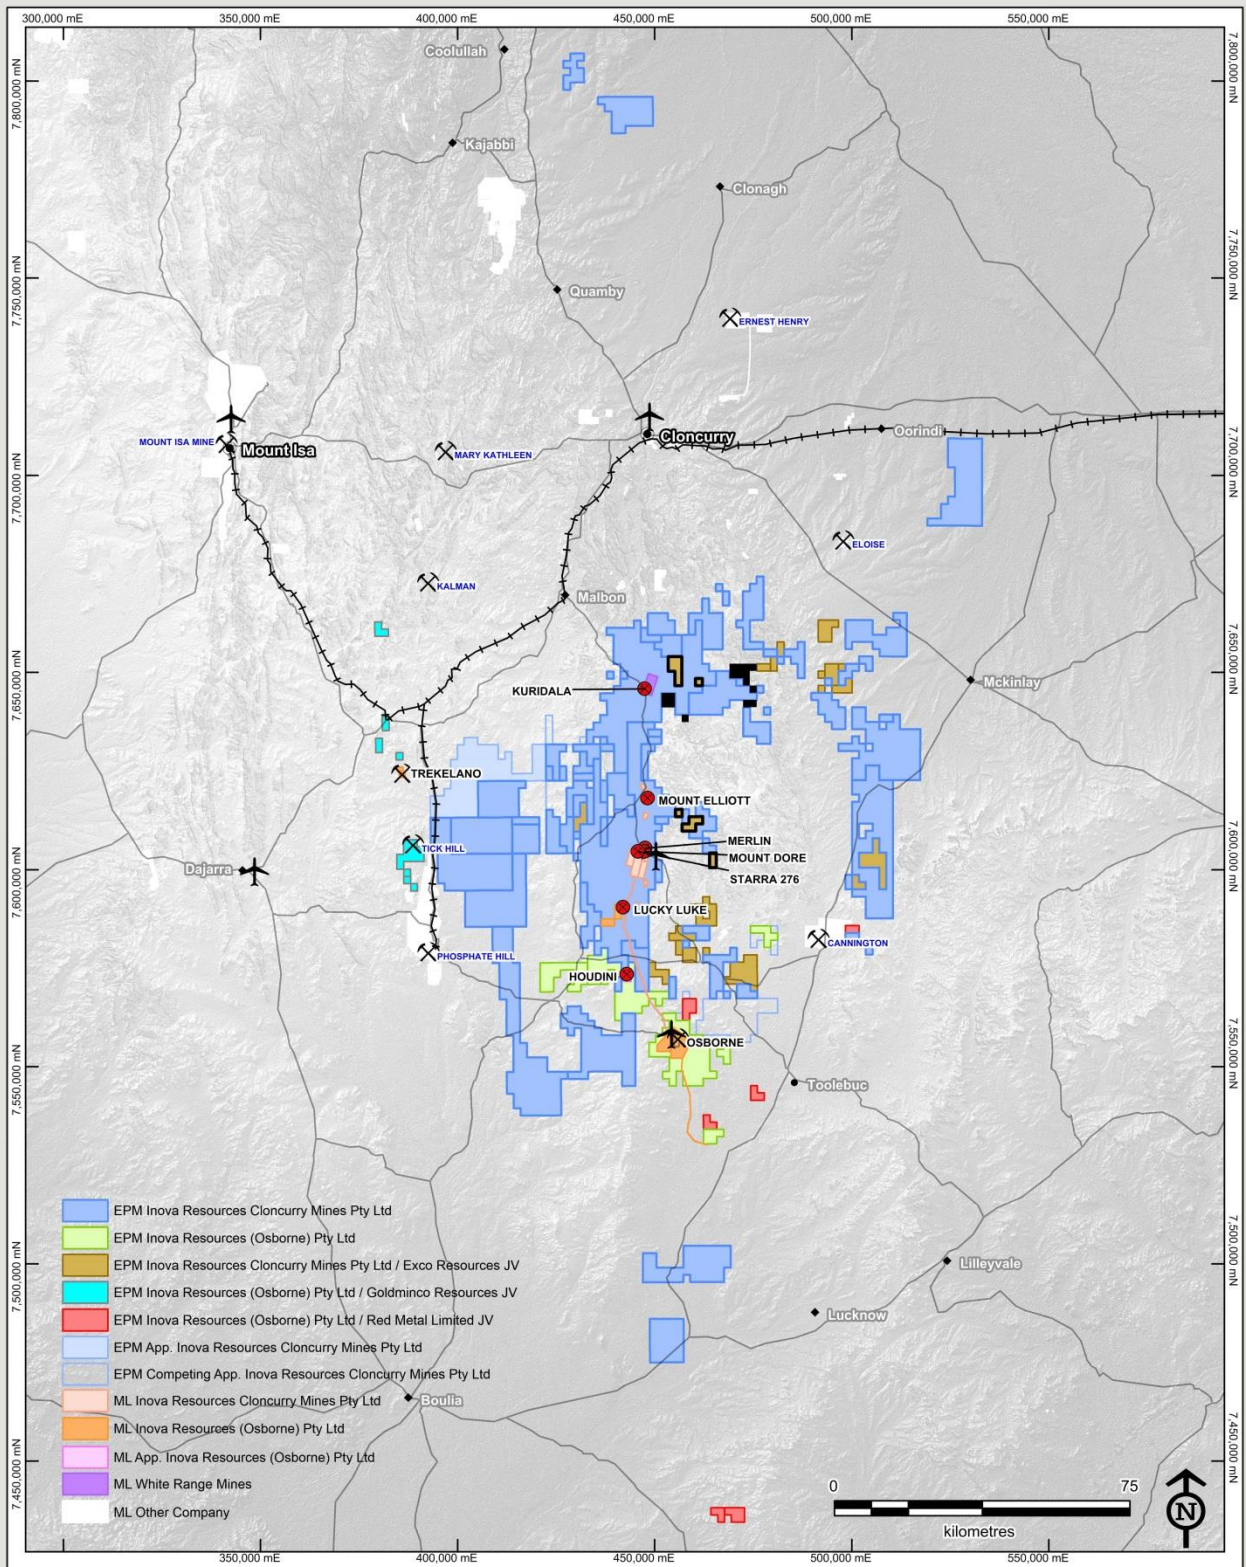 300,000 mE
350,000 mE
400,000 mE
450,000 mE
500,000 mE
550,000 mE
7,800,000 mN
7,800,000 mN
Coolullah
Kajabbi
Clonagh
7,750,000 mN
7,750,000 mN
Quamby
ERNEST HENRY
MOUNT ISA MINE
Mount Isa
Cloncurry
Oorindi
MARY KATHLEEN
7,700,000 mN
7,700,000 mN
ELOISE
KALMAN
Malbon
7,650,000 mN
7,650,000 mN
KURIDALA
Mckinlay
TREKELANO
MOUNT ELLIOTT
MERLIN
TICK HILL
MOUNT DORE
Dajarra
STARRA 276
7,600,000 mN
7,600,000 mN
LUCKY LUKE
CANNINGTON
PHOSPHATE HILL
HOUDINI
OSBORNE
7,550,000 mN
7,550,000 mN
Toolebuc
EPM Inova Resources Cloncurry Mines Pty Ltd
EPM Inova Resources (Osborne) Pty Ltd
EPM Inova Resources Cloncurry Mines Pty Ltd / Exco Resources JV
EPM Inova Resources (Osborne) Pty Ltd / Goldminco Resources JV
EPM Inova Resources (Osborne) Pty Ltd / Red Metal Limited JV
EPM App. Inova Resources Cloncurry Mines Pty Ltd
EPM Competing App. Inova Resources Cloncurry Mines Pty Ltd
ML Inova Resources Cloncurry Mines Pty Ltd
ML Inova Resources (Osborne) Pty Ltd
ML App. Inova Resources (Osborne) Pty Ltd
ML White Range Mines
ML Other Company
7,500,000 mN
7,500,000 mN
Lilleyvale
Lucknow
Boulia
7,450,000 mN
7,450,000 mN
0
75
kilometres
N
350,000 mE
400,000 mE
450,000 mE
500,000 mE
550,000 mE